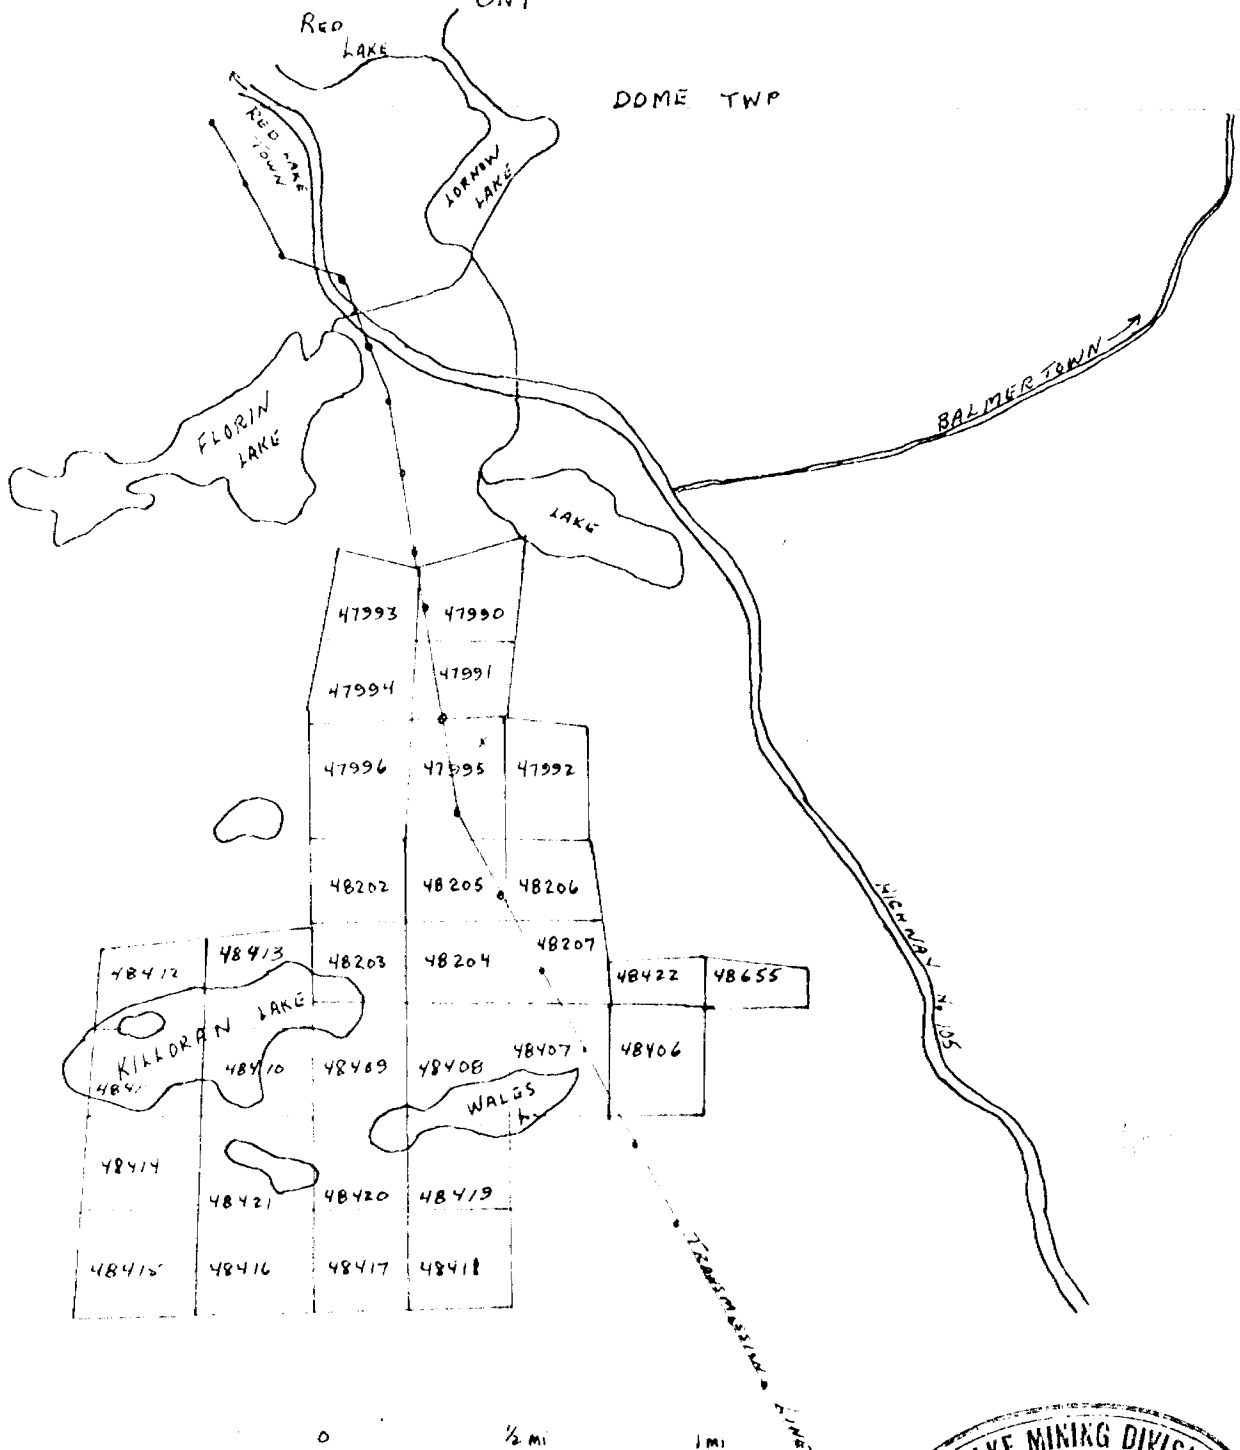 ONT
RED
LAKE
DOME TWP
RED LAKE
TOWN
LORNOW
LAKE
BALMERTOWN
FLORIN
LAKE
LAKE
47993 47990
47994 47991
47996 47995 47992
x
48202 48205 48206
48412 48413 48203 48204 48207
48422 48655
KILLORAN LAKE
48410 48409 48408 48407 48406
WALES
L.
HIGHWAY No 105
48414 48421 48420 48419
48415 48416 48417 48418
TRANSMISSION LINE
0 1/2 MI 1 MI
MINING